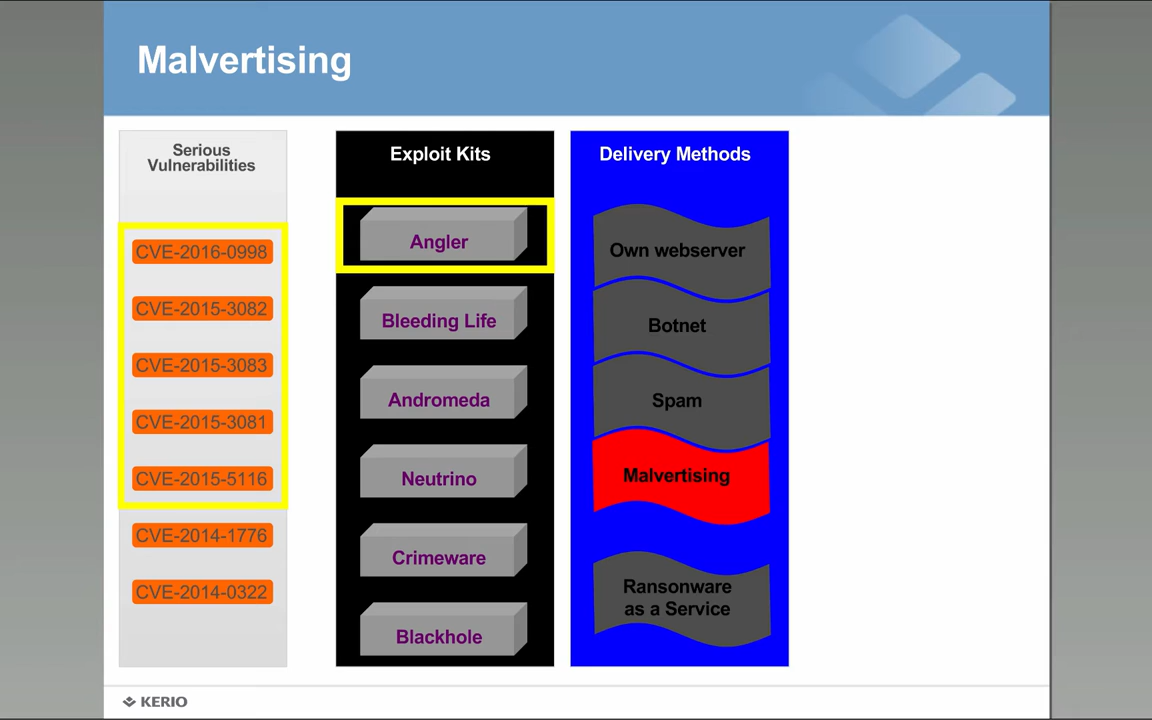 Malvertising
Serious
Vulnerabilities
CVE-2016-0998
CVE-2015-3082
CVE-2015-3083
CVE-2015-3081
CVE-2015-5116
CVE-2014-1776
CVE-2014-0322
Exploit Kits
Angler
Bleeding Life
Andromeda
Neutrino
Crimeware
Blackhole
Delivery Methods
Own webserver
Botnet
Spam
Malvertising
Ransonware
as a Service
KERIO